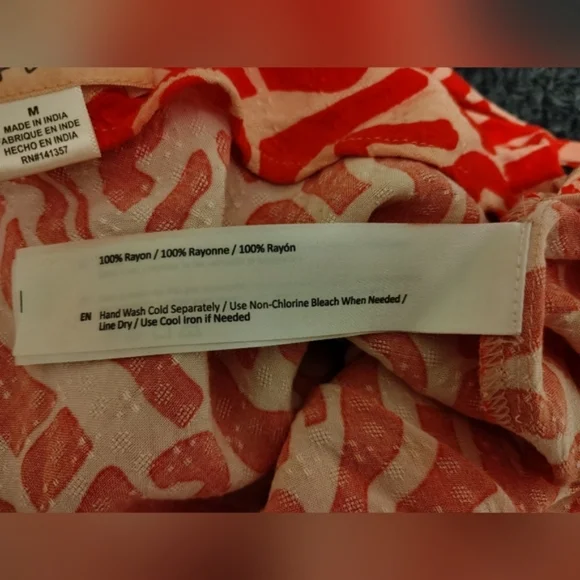 M
MADE IN INDIA
FABRIQUE EN INDE
HECHO EN INDIA
RN#141357
100% Rayon / 100% Rayonne / 100% Rayón
EN Hand Wash Cold Separately / Use Non-Chlorine Bleach When Needed /
Line Dry / Use Cool Iron if Needed